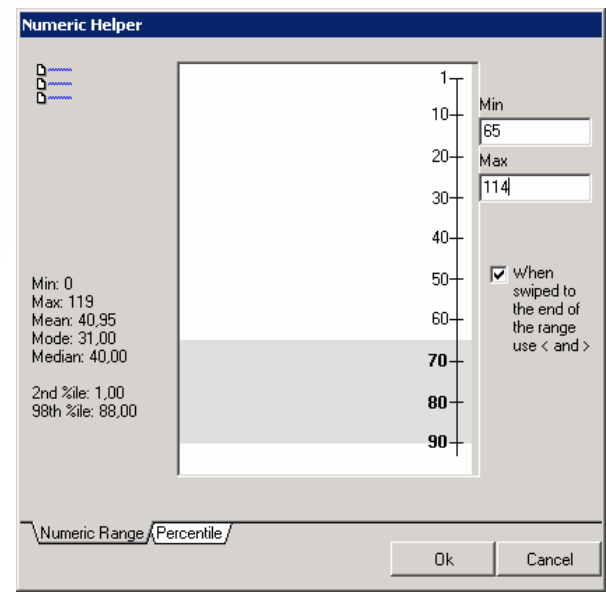 Numeric Helper
1
10
20
30
40
50
60
70
80
90
Min
65
Max
114
When
swiped to
the end of
the range
use < and >
Min: 0
Max: 119
Mean: 40,95
Mode: 31,00
Median: 40,00
2nd %ile: 1,00
98th %ile: 88,00
Numeric Range
Percentile
Ok
Cancel